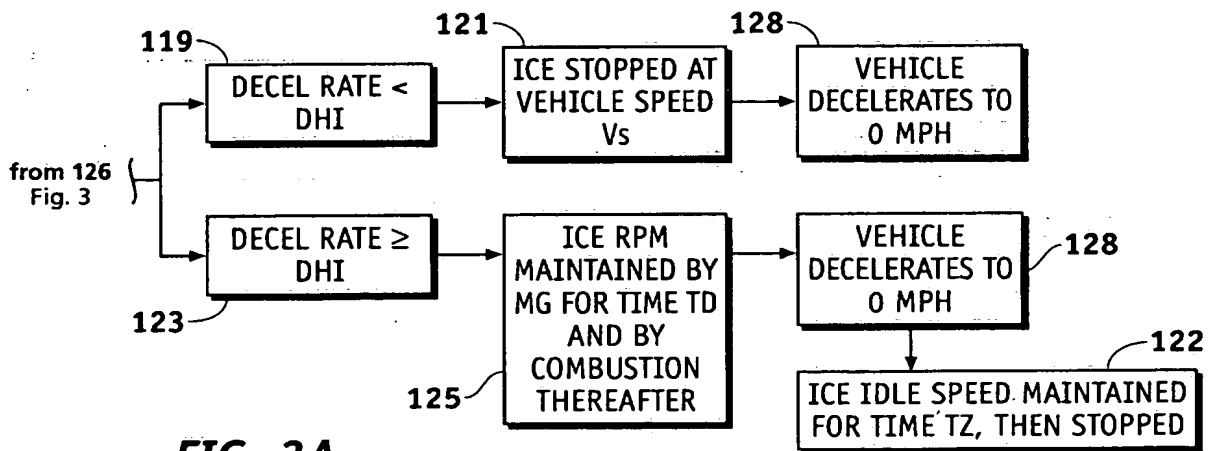 119
DECEL RATE <
DHI
121
ICE STOPPED AT
VEHICLE SPEED
Vs
128
VEHICLE
DECELERATES TO
0 MPH
from 126
Fig. 3
DECEL RATE ≥
DHI
123
ICE RPM
MAINTAINED BY
MG FOR TIME TD
AND BY
COMBUSTION
THEREAFTER
125
VEHICLE
DECELERATES TO
0 MPH
128
122
ICE IDLE SPEED MAINTAINED
FOR TIME TZ, THEN STOPPED